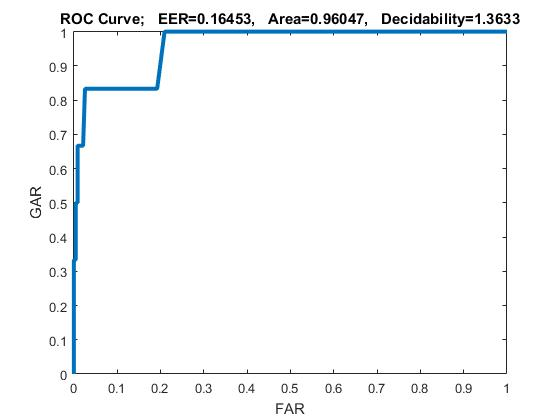 ROC Curve;   EER=0.16453,   Area=0.96047,   Decidability=1.3633
1
0.9
0.8
0.7
0.6
0.5
0.4
0.3
0.2
0.1
0
GAR
0 0.1 0.2 0.3 0.4 0.5 0.6 0.7 0.8 0.9 1
FAR